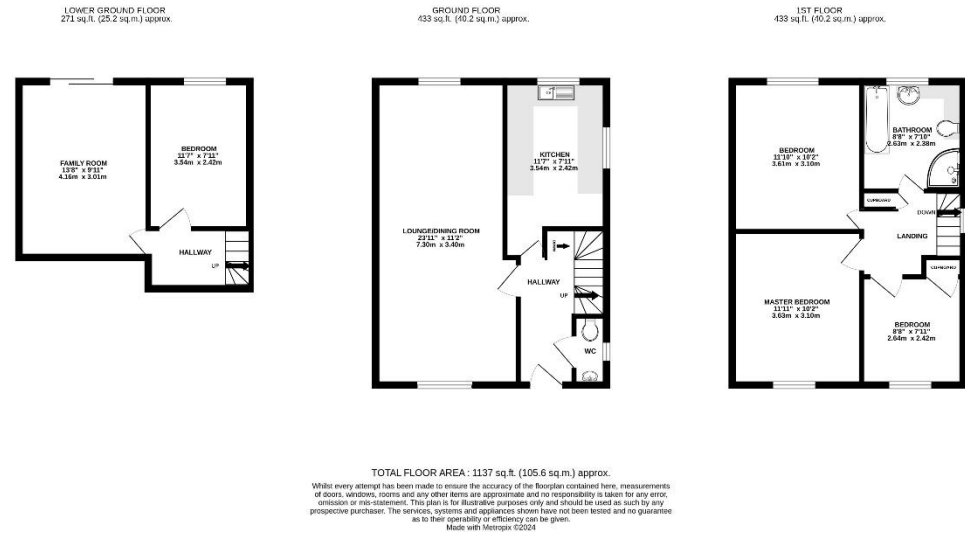 LOWER GROUND FLOOR
271 sq.ft. (25.2 sq.m.) approx.
GROUND FLOOR
433 sq.ft. (40.2 sq.m.) approx.
1ST FLOOR
433 sq.ft. (40.2 sq.m.) approx.
FAMILY ROOM
13'8" x 9'11"
4.16m x 3.01m
BEDROOM
11'7" x 7'11"
3.54m x 2.42m
HALLWAY
UP
LOUNGE/DINING ROOM
23'11" x 11'2"
7.30m x 3.40m
KITCHEN
11'7" x 7'11"
3.54m x 2.42m
DOWN
HALLWAY
UP
WC
BEDROOM
11'10" x 10'2"
3.61m x 3.10m
BATHROOM
8'8" x 7'10"
2.63m x 2.38m
CUPBOARD
DOWN
LANDING
CUPBOARD
MASTER BEDROOM
11'11" x 10'2"
3.63m x 3.10m
BEDROOM
8'8" x 7'11"
2.64m x 2.42m
TOTAL FLOOR AREA : 1137 sq.ft. (105.6 sq.m.) approx.
Whilst every attempt has been made to ensure the accuracy of the floorplan contained here, measurements
of doors, windows, rooms and any other items are approximate and no responsibility is taken for any error,
omission or mis-statement. This plan is for illustrative purposes only and should be used as such by any
prospective purchaser. The services, systems and appliances shown have not been tested and no guarantee
as to their operability or efficiency can be given.
Made with Metropix ©2024